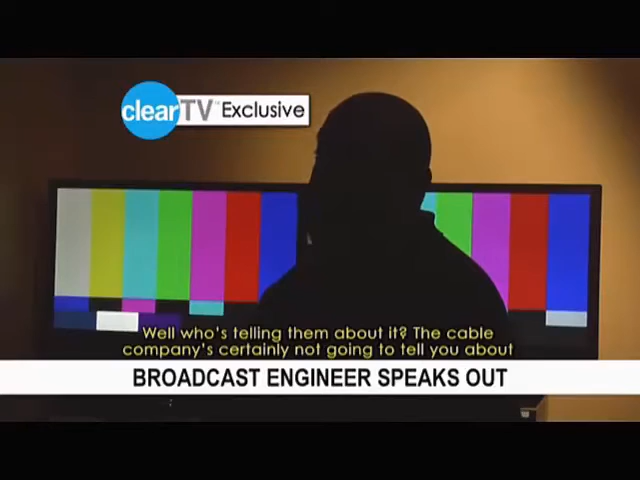 clearTV™ Exclusive
Well who's telling them about it? The cable
company's certainly not going to tell you about
BROADCAST ENGINEER SPEAKS OUT